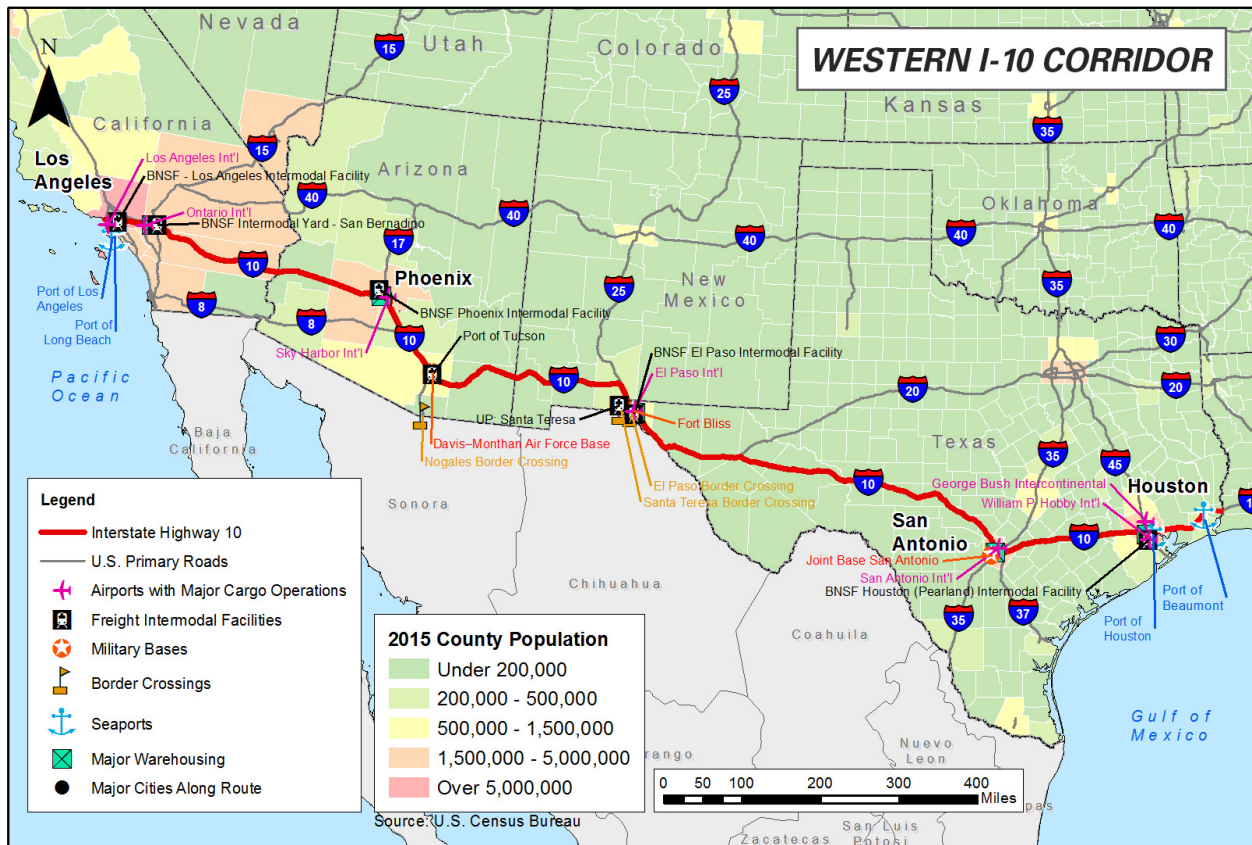 WESTERN I-10 CORRIDOR
Nevada
Utah
Colorado
Kansas
N
15
25
35
California
15
Los
Angeles
Los Angeles Int'l
BNSF - Los Angeles Intermodal Facility
Arizona
40
Oklahoma
Ontario Int'l
BNSF Intermodal Yard - San Bernadino
40
40
40
40
17
10
Phoenix
New
Mexico
25
35
Port of Los
Angeles
Port of
Long Beach
8
8
BNSF Phoenix Intermodal Facility
Sky Harbor Int'l
10
Port of Tucson
30
BNSF El Paso Intermodal Facility
El Paso Int'l
Pacific
Ocean
10
20
20
UP: Santa Teresa
Fort Bliss
Baja
California
Davis–Monthan Air Force Base
Nogales Border Crossing
Texas
35
45
El Paso Border Crossing
Santa Teresa Border Crossing
10
George Bush Intercontinental
William P. Hobby Int'l
Houston
1
Sonora
San
Antonio
10
Joint Base San Antonio
San Antonio Int'l
BNSF Houston (Pearland) Intermodal Facility
Port of
Beaumont
Port of
Houston
Chihuahua
Coahuila
35
37
Gulf of
Mexico
Nuevo
Leon
rango
pas
Zacatecas
San Luis
Potosi
Legend
Interstate Highway 10
U.S. Primary Roads
Airports with Major Cargo Operations
Freight Intermodal Facilities
Military Bases
Border Crossings
Seaports
Major Warehousing
Major Cities Along Route
2015 County Population
Under 200,000
200,000 - 500,000
500,000 - 1,500,000
1,500,000 - 5,000,000
Over 5,000,000
Source: U.S. Census Bureau
0 50 100 200 300 400
Miles